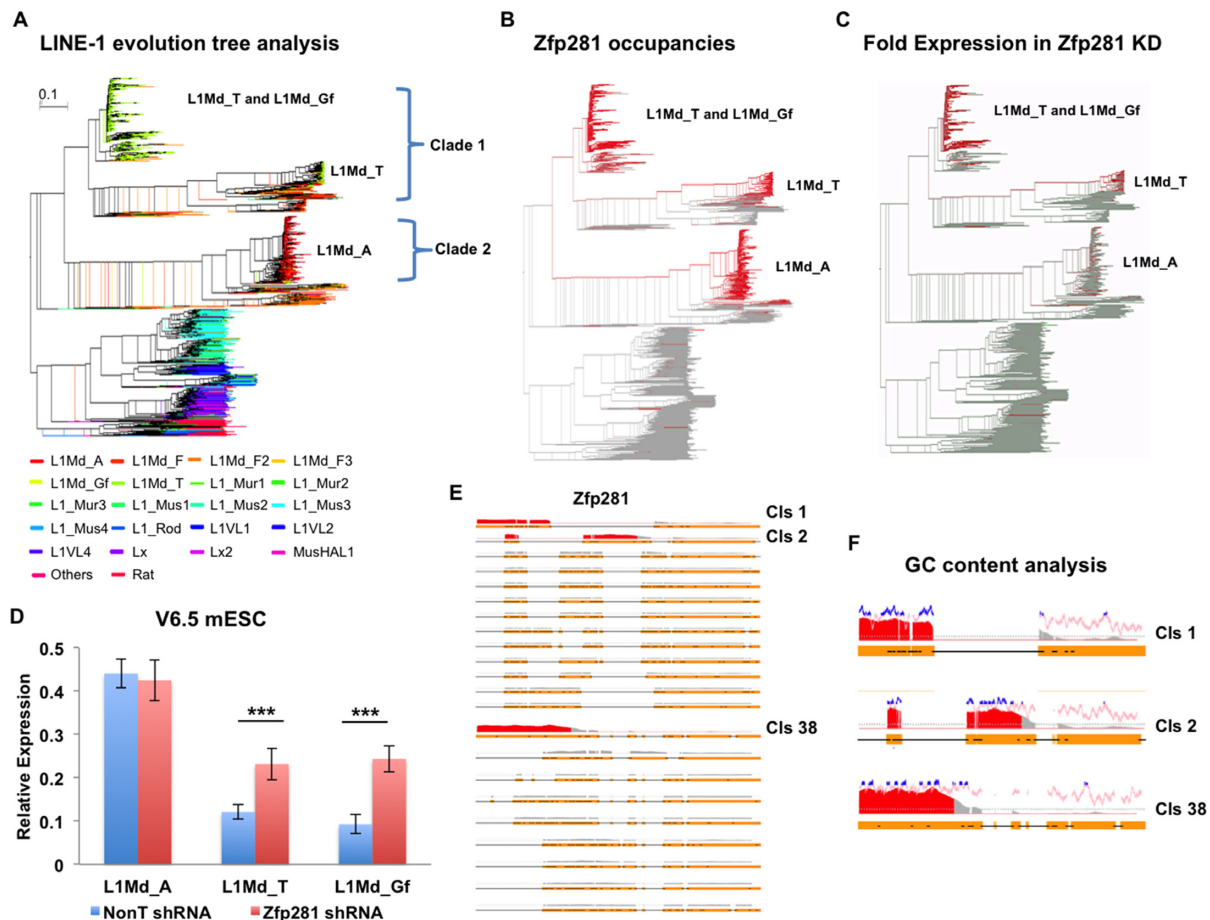 A
LINE-1 evolution tree analysis
0.1
L1Md_T and L1Md_Gf
Clade 1
L1Md_T
L1Md_A
Clade 2
L1Md_A L1Md_F L1Md_F2 L1Md_F3
L1Md_Gf L1Md_T L1_Mur1 L1_Mur2
L1_Mur3 L1_Mus1 L1_Mus2 L1_Mus3
L1_Mus4 L1_Rod L1VL1 L1VL2
L1VL4 Lx Lx2 MusHAL1
Others Rat
B
Zfp281 occupancies
L1Md_T and L1Md_Gf
L1Md_T
L1Md_A
C
Fold Expression in Zfp281 KD
L1Md_T and L1Md_Gf
L1Md_T
L1Md_A
D
V6.5 mESC
Relative Expression
0.5
0.4
0.3
0.2
0.1
0
***
***
L1Md_A L1Md_T L1Md_Gf
NonT shRNA Zfp281 shRNA
E
Zfp281
Cls 1
Cls 2
Cls 38
F
GC content analysis
Cls 1
Cls 2
Cls 38